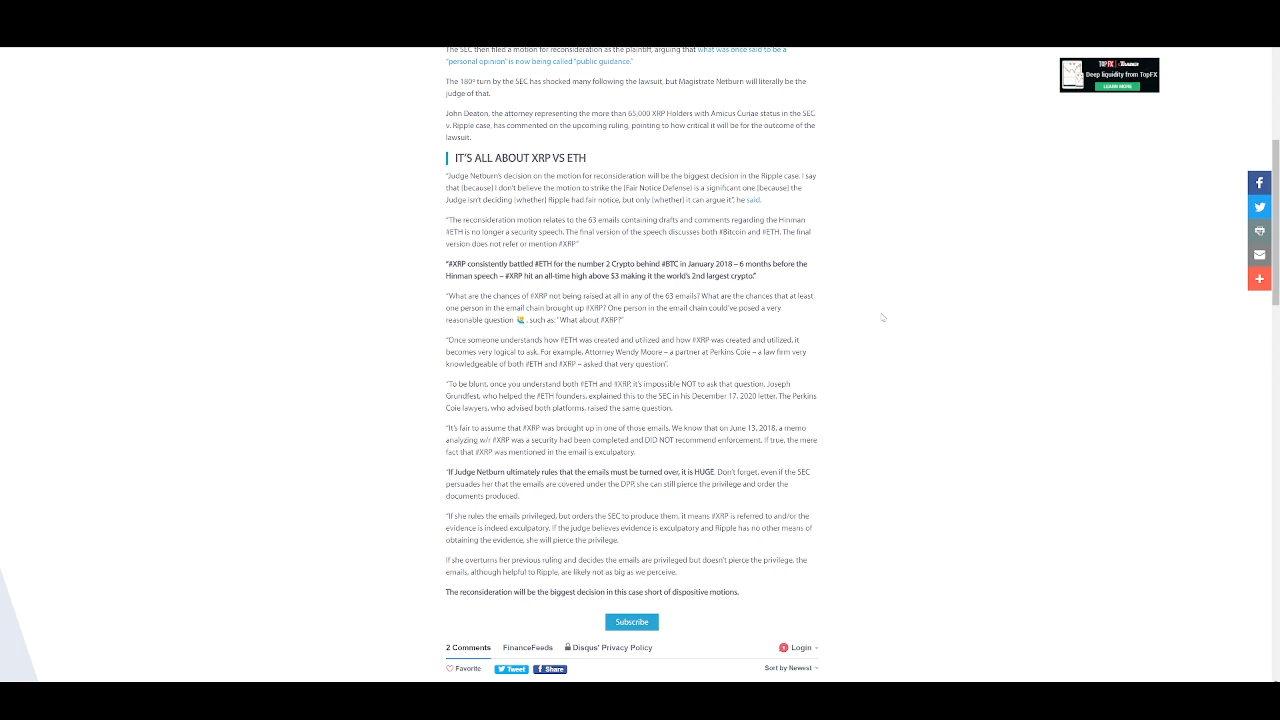 The SEC then filed a motion for reconsideration as the plaintiff, arguing that what was once said to be a
"personal opinion" is now being called "public guidance."
The 180º turn by the SEC has shocked many following the lawsuit, but Magistrate Netburn will literally be the
judge of that.
John Deaton, the attorney representing the more than 65,000 XRP Holders with Amicus Curiae status in the SEC
v. Ripple case, has commented on the upcoming ruling, pointing to how critical it will be for the outcome of the
lawsuit.
IT'S ALL ABOUT XRP VS ETH
"Judge Netburn's decision on the motion for reconsideration will be the biggest decision in the Ripple case. I say
that [because] I don't believe the motion to strike the [Fair Notice Defense] is a significant one [because] the
Judge isn't deciding [whether] Ripple had fair notice, but only [whether] it can argue it", he said.
"The reconsideration motion relates to the 63 emails containing drafts and comments regarding the Hinman
#ETH is no longer a security speech. The final version of the speech discusses both #Bitcoin and #ETH. The final
version does not refer or mention #XRP"
"#XRP consistently battled #ETH for the number 2 Crypto behind #BTC in January 2018 – 6 months before the
Hinman speech – #XRP hit an all-time high above $3 making it the world's 2nd largest crypto."
"What are the chances of #XRP not being raised at all in any of the 63 emails? What are the chances that at least
one person in the email chain brought up #XRP? One person in the email chain could've posed a very
reasonable question , such as: "What about #XRP?"
"Once someone understands how #ETH was created and utilized and how #XRP was created and utilized, it
becomes very logical to ask. For example, Attorney Wendy Moore – a partner at Perkins Coie – a law firm very
knowledgeable of both #ETH and #XRP – asked that very question".
"To be blunt, once you understand both #ETH and #XRP, it's impossible NOT to ask that question. Joseph
Grundfest, who helped the #ETH founders, explained this to the SEC in his December 17, 2020 letter. The Perkins
Coie lawyers, who advised both platforms, raised the same question.
"It's fair to assume that #XRP was brought up in one of those emails. We know that on June 13, 2018, a memo
analyzing w/r #XRP was a security had been completed and DID NOT recommend enforcement. If true, the mere
fact that #XRP was mentioned in the email is exculpatory.
"If Judge Netburn ultimately rules that the emails must be turned over, it is HUGE. Don't forget, even if the SEC
persuades her that the emails are covered under the DPP, she can still pierce the privilege and order the
documents produced.
"If she rules the emails privileged, but orders the SEC to produce them, it means #XRP is referred to and/or the
evidence is indeed exculpatory. If the judge believes evidence is exculpatory and Ripple has no other means of
obtaining the evidence, she will pierce the privilege.
If she overturns her previous ruling and decides the emails are privileged but doesn't pierce the privilege, the
emails, although helpful to Ripple, are likely not as big as we perceive.
The reconsideration will be the biggest decision in this case short of dispositive motions.
Subscribe
2 Comments FinanceFeeds Disqus' Privacy Policy 1 Login
Favorite Tweet Share Sort by Newest
TOPFX
Deep liquidity from TopFX
LEARN MORE